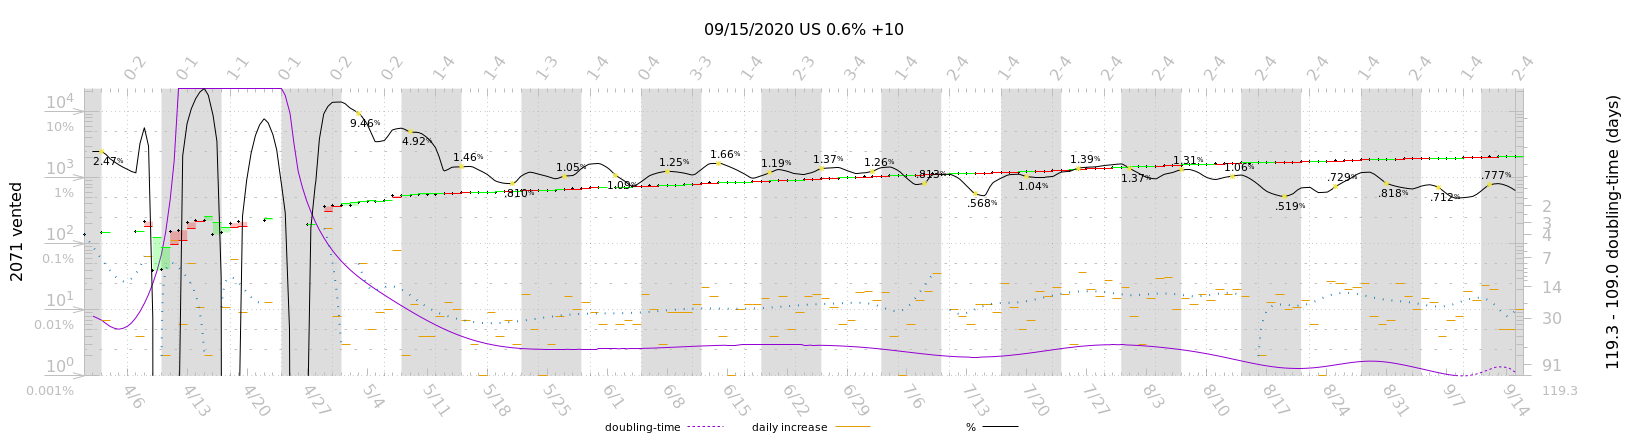 09/15/2020 US 0.6% +10
0-2 0-1 1-1 0-1 0-2 0-2 1-4 1-4 1-3 1-4 0-4 3-3 1-4 2-3 3-4 1-4 2-4 2-4 2-4 2-4 2-4 2-4 2-4 1-4 2-4 1-4 2-4
10⁴
10%
10³
1%
10²
0.1%
10¹
0.01%
10⁰
0.001%
2071 vented
2.47% 9.46% 4.92% 1.46% .810% 1.05% 1.09% 1.25% 1.66% 1.19% 1.37% 1.26% .813% .568% 1.04% 1.39% 1.37% 1.31% 1.06% .519% .729% .818% .712% .777%
2
3
4
7
14
30
91
119.3
119.3 - 109.0 doubling-time (days)
4/6 4/13 4/20 4/27 5/4 5/11 5/18 5/25 6/1 6/8 6/15 6/22 6/29 7/6 7/13 7/20 7/27 8/3 8/10 8/17 8/24 8/31 9/7 9/14
doubling-time daily increase %